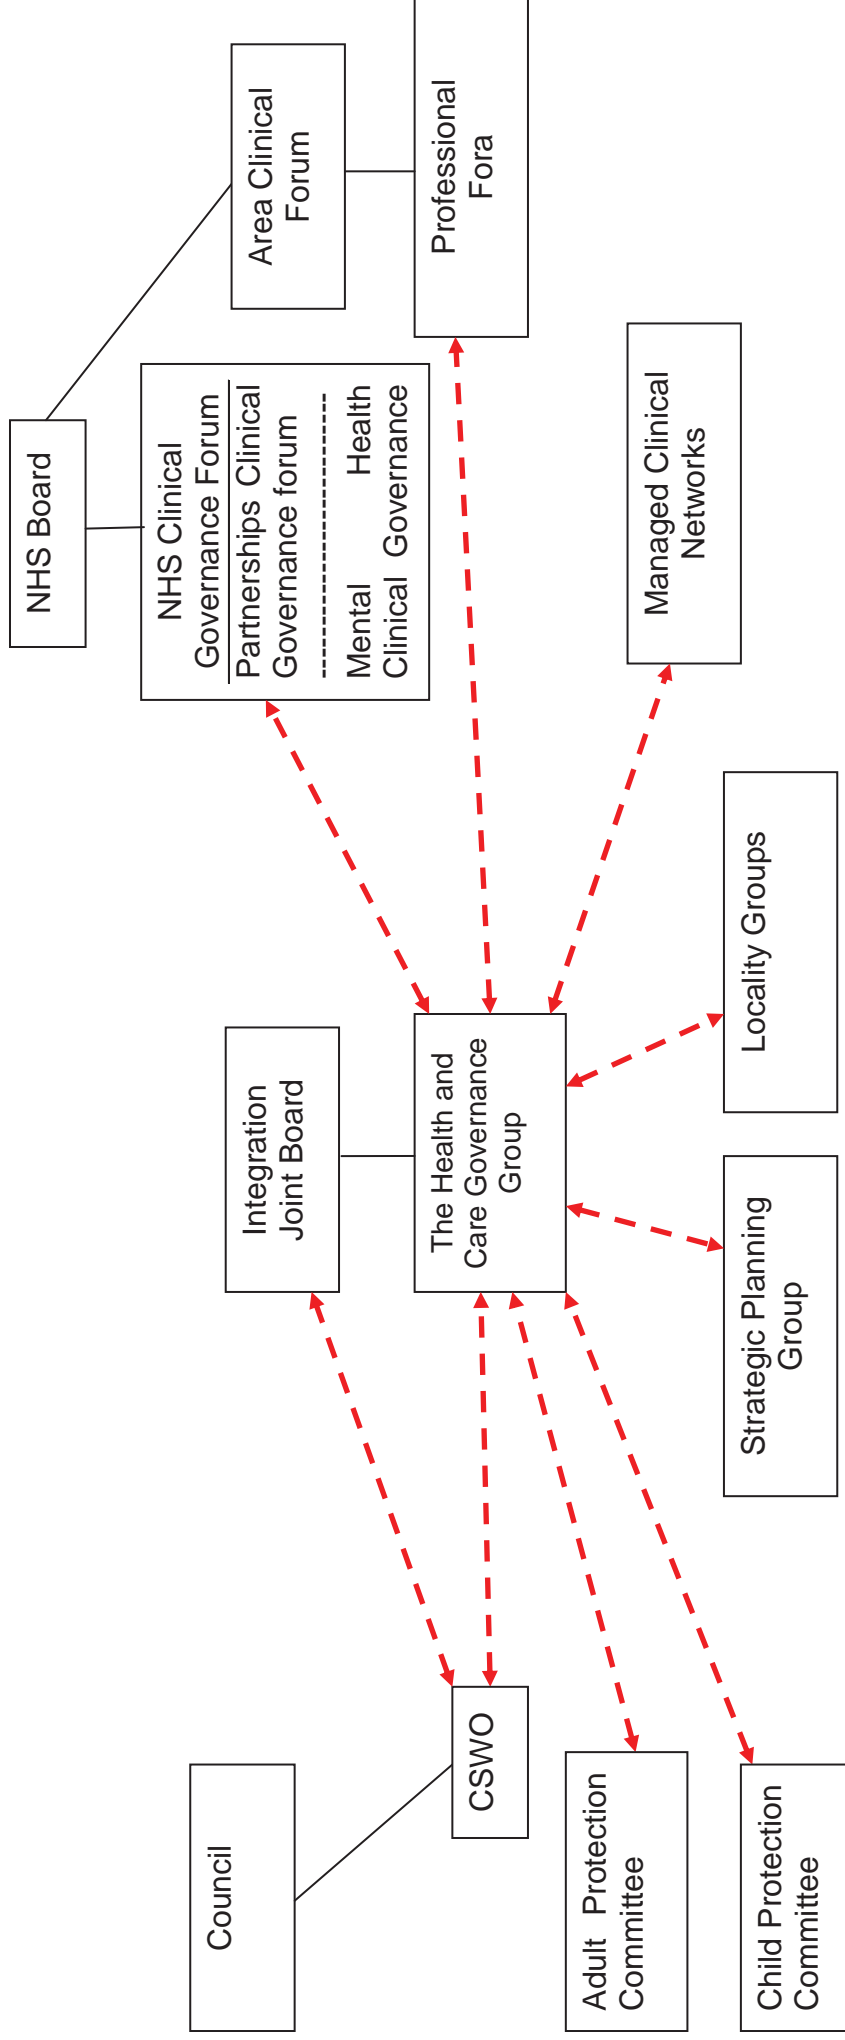 Council
CSWO
Adult Protection
Committee
Child Protection
Committee
Integration
Joint Board
The Health and
Care Governance
Group
Strategic Planning
Group
Locality Groups
NHS Board
NHS Clinical
Governance Forum
Partnerships Clinical
Governance forum
Mental Health
Clinical Governance
Area Clinical
Forum
Professional
Fora
Managed Clinical
Networks